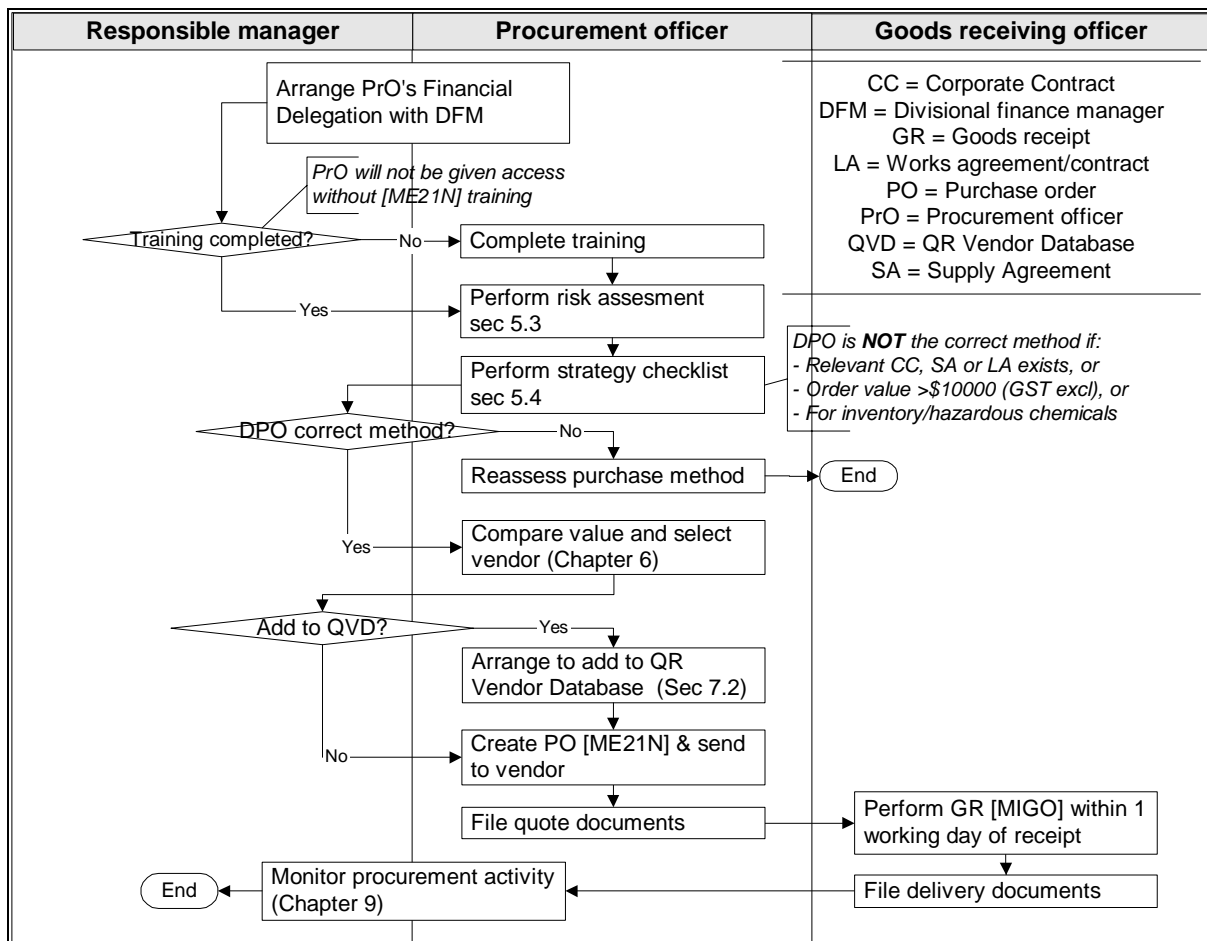 Responsible manager
Procurement officer
Goods receiving officer
Arrange PrO's Financial
Delegation with DFM
CC = Corporate Contract
DFM = Divisional finance manager
GR = Goods receipt
LA = Works agreement/contract
PO = Purchase order
PrO = Procurement officer
QVD = QR Vendor Database
SA = Supply Agreement
PrO will not be given access
without [ME21N] training
Training completed?
No
Complete training
Yes
Perform risk assesment
sec 5.3
Perform strategy checklist
sec 5.4
DPO is NOT the correct method if:
- Relevant CC, SA or LA exists, or
- Order value >$10000 (GST excl), or
- For inventory/hazardous chemicals
DPO correct method?
No
Reassess purchase method
End
Yes
Compare value and select
vendor (Chapter 6)
Add to QVD?
Yes
Arrange to add to QR
Vendor Database (Sec 7.2)
No
Create PO [ME21N] & send
to vendor
File quote documents
Perform GR [MIGO] within 1
working day of receipt
File delivery documents
Monitor procurement activity
(Chapter 9)
End